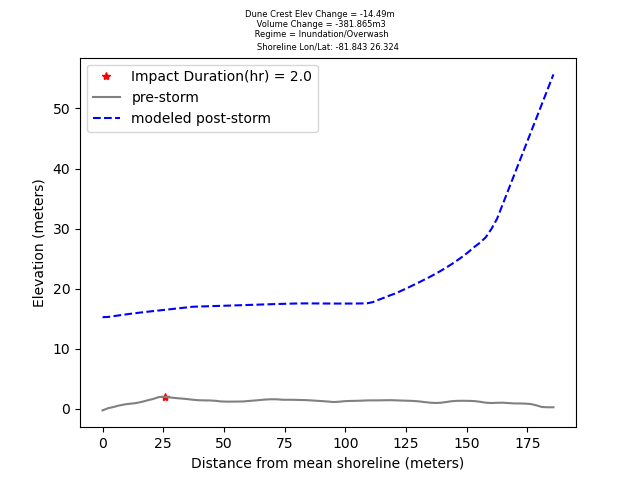 Dune Crest Elev Change = -14.49m
Volume Change = -381.865m3
Regime = Inundation/Overwash
Shoreline Lon/Lat: -81.843 26.324
Impact Duration(hr) = 2.0
pre-storm
modeled post-storm
Elevation (meters)
50
40
30
20
10
0
0 25 50 75 100 125 150 175
Distance from mean shoreline (meters)